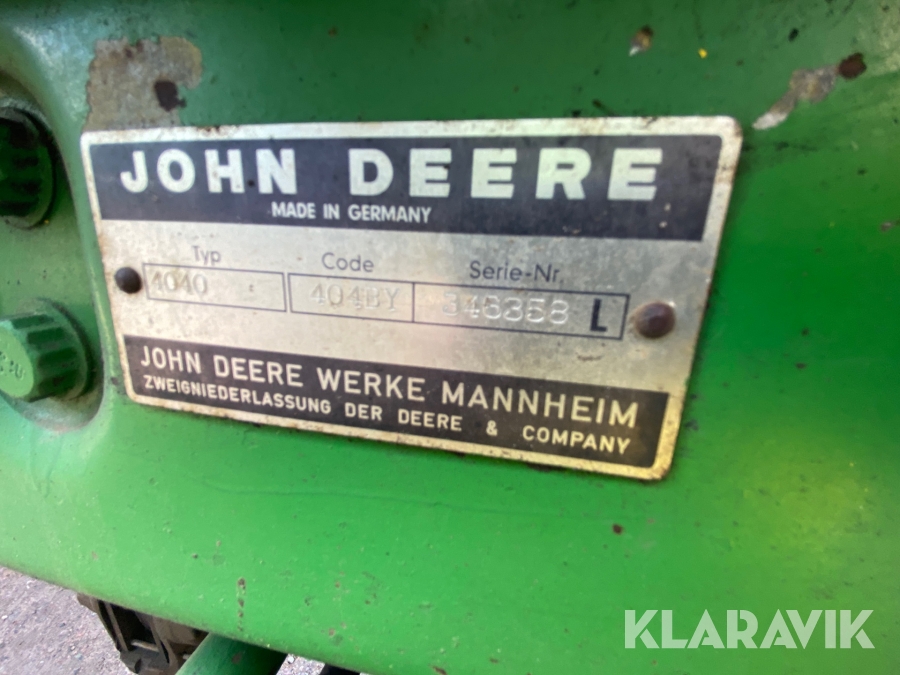 JOHN DEERE
MADE IN GERMANY
Typ Code Serie-Nr.
4040 404BY 346358 L
JOHN DEERE WERKE MANNHEIM
ZWEIGNIEDERLASSUNG DER DEERE & COMPANY
KLARAVIK